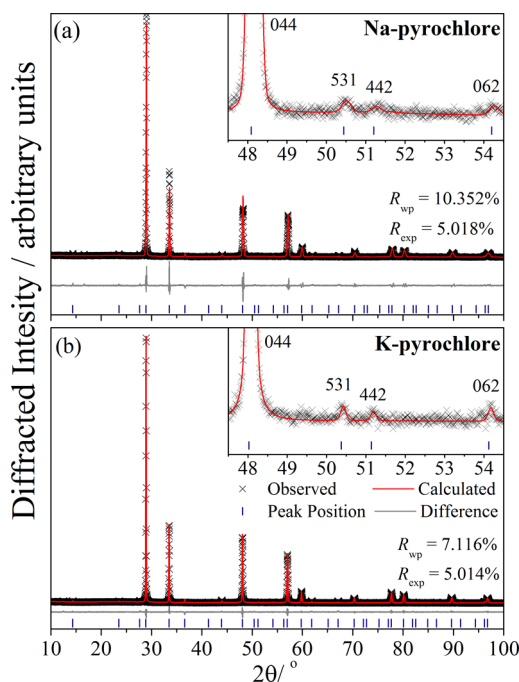 Diffracted Intesity / arbitrary units
(a)
Na-pyrochlore
044
531
442
062
48 49 50 51 52 53 54
R_wp = 10.352%
R_exp = 5.018%
(b)
K-pyrochlore
044
531
442
062
48 49 50 51 52 53 54
× Observed — Calculated
| Peak Position — Difference
R_wp = 7.116%
R_exp = 5.014%
10 20 30 40 50 60 70 80 90 100
2θ/ °